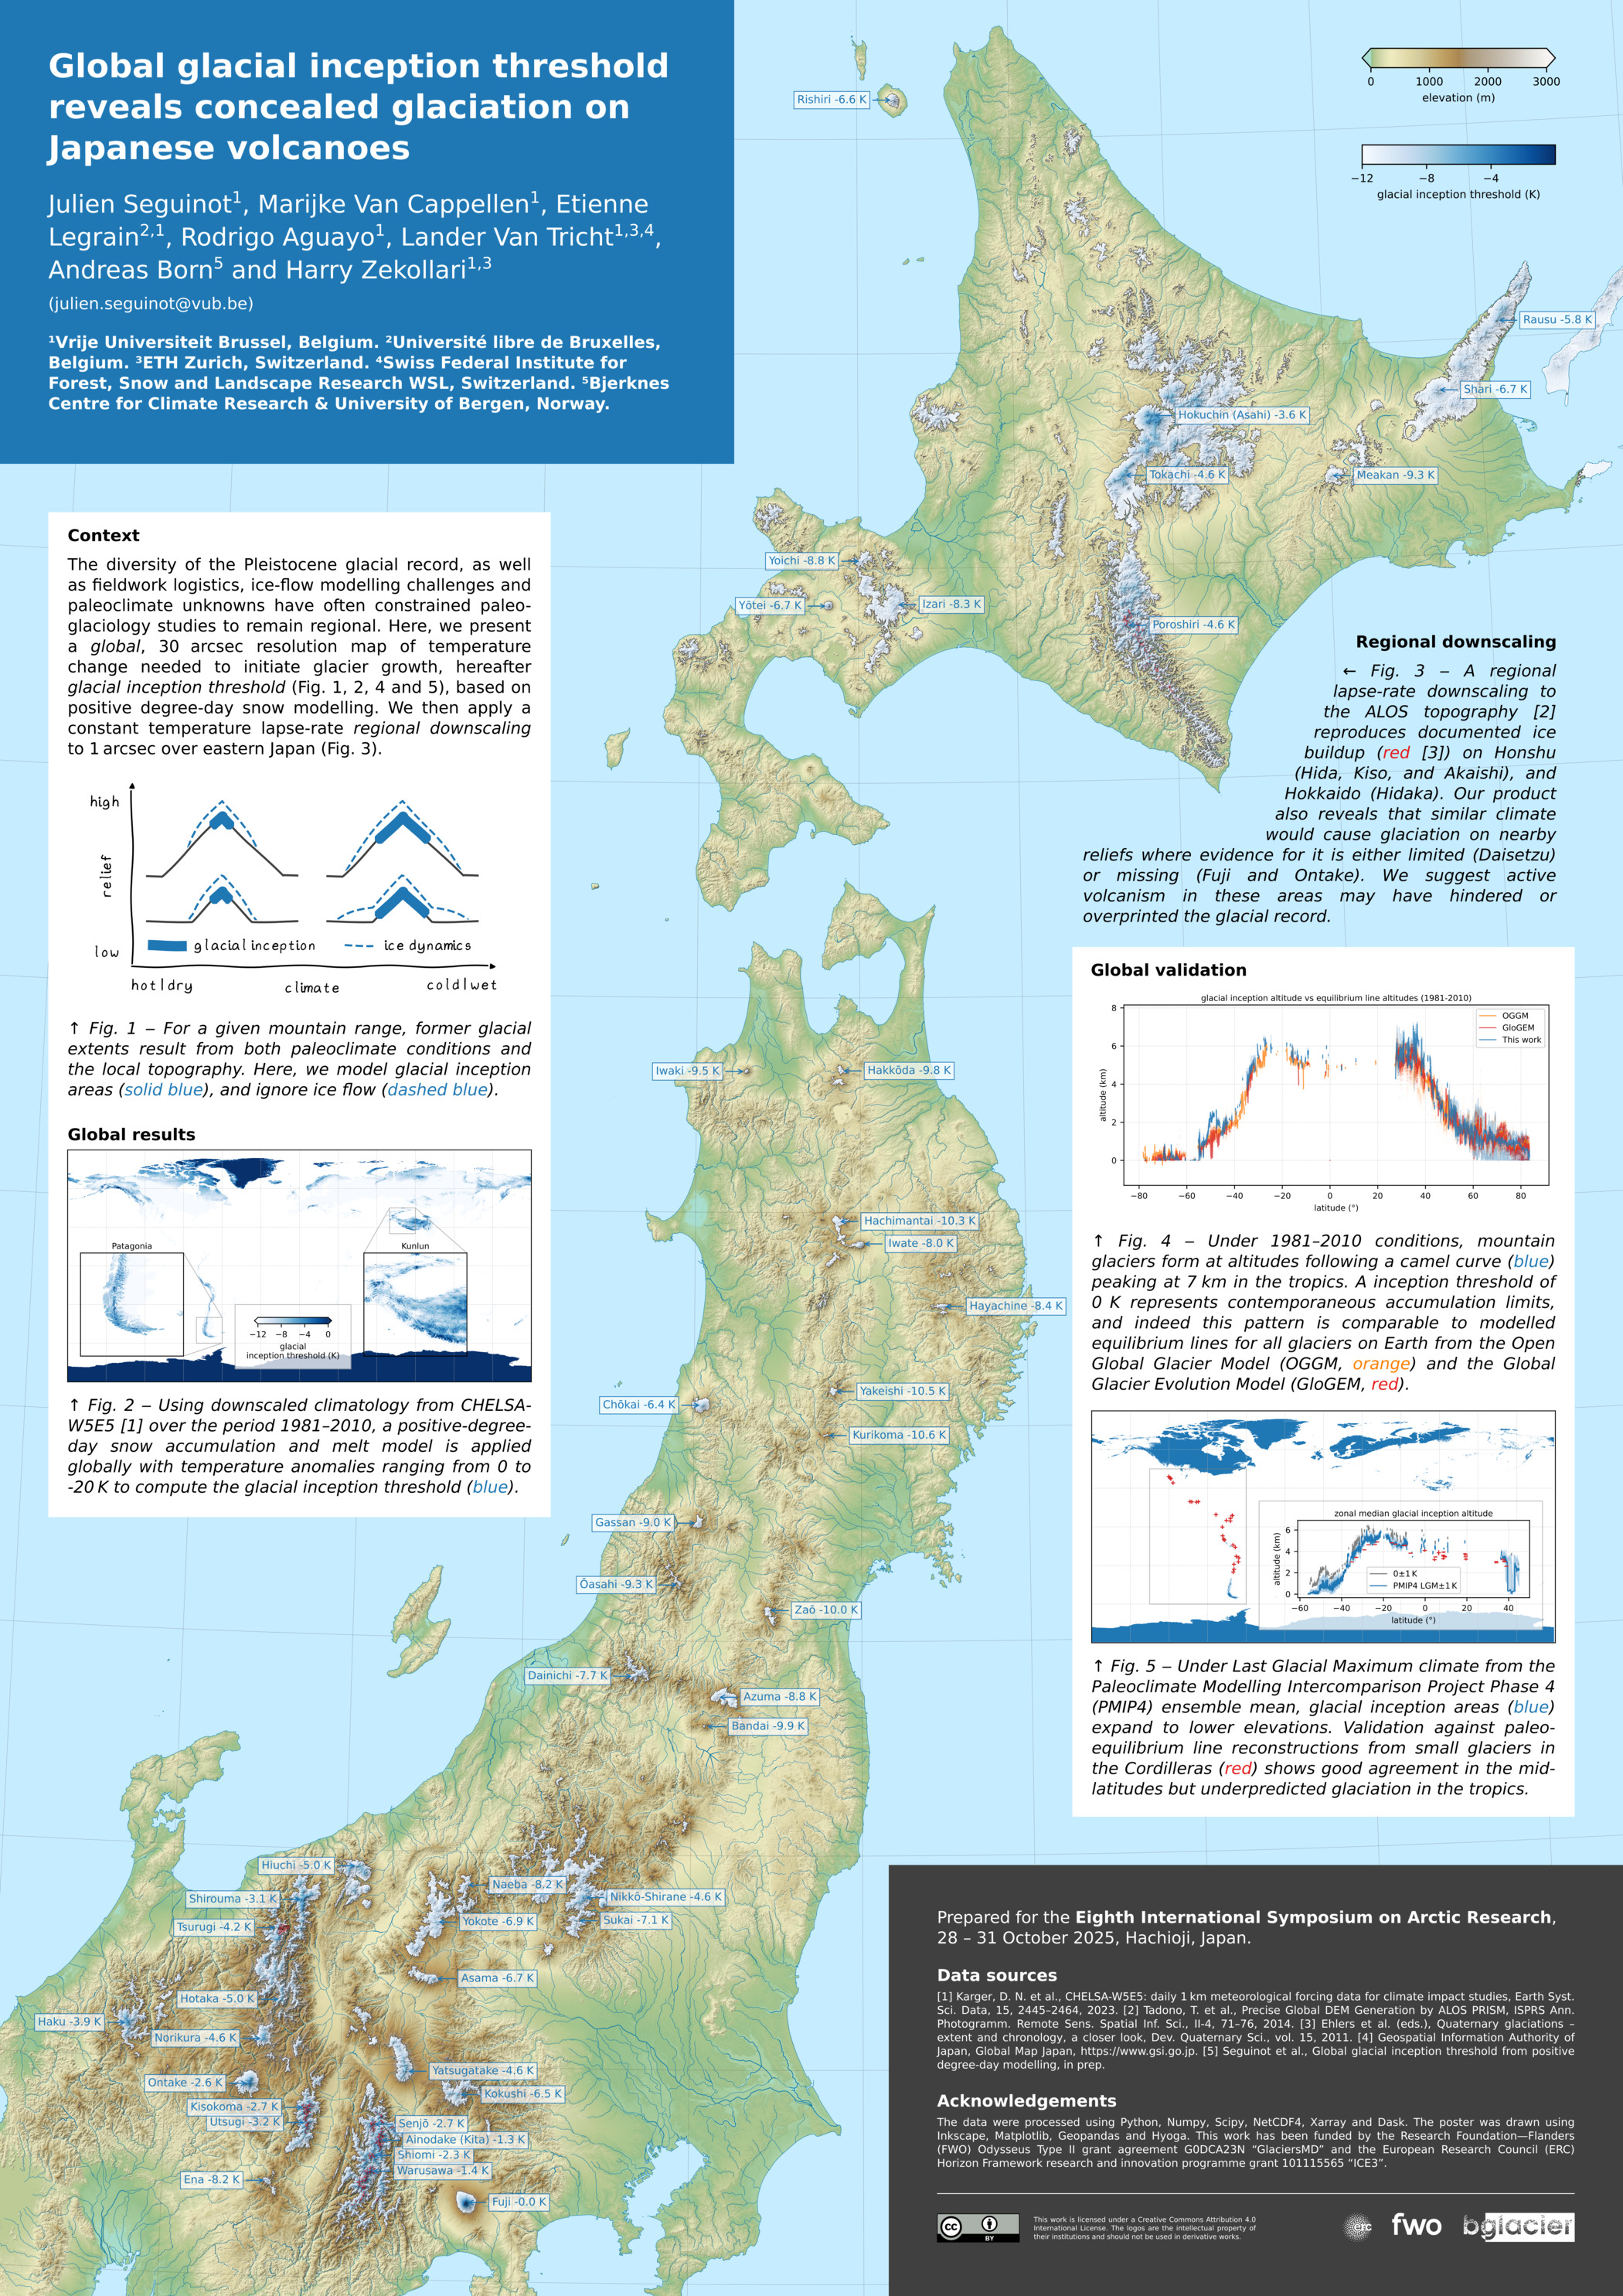 Global glacial inception threshold
reveals concealed glaciation on
Japanese volcanoes
Julien Seguinot¹, Marijke Van Cappellen¹, Etienne
Legrain²,¹, Rodrigo Aguayo¹, Lander Van Tricht¹,³,⁴,
Andreas Born⁵ and Harry Zekollari¹,³
(julien.seguinot@vub.be)
¹Vrije Universiteit Brussel, Belgium. ²Université libre de Bruxelles,
Belgium. ³ETH Zurich, Switzerland. ⁴Swiss Federal Institute for
Forest, Snow and Landscape Research WSL, Switzerland. ⁵Bjerknes
Centre for Climate Research & University of Bergen, Norway.
0 1000 2000 3000
elevation (m)
−12 −8 −4
glacial inception threshold (K)
Rishiri -6.6 K
Rausu -5.8 K
Shari -6.7 K
Hokuchin (Asahi) -3.6 K
Tokachi -4.6 K
Meakan -9.3 K
Yoichi -8.8 K
Yōtei -6.7 K
Izari -8.3 K
Poroshiri -4.6 K
Context
The diversity of the Pleistocene glacial record, as well
as fieldwork logistics, ice-flow modelling challenges and
paleoclimate unknowns have often constrained paleo-
glaciology studies to remain regional. Here, we present
a global, 30 arcsec resolution map of temperature
change needed to initiate glacier growth, hereafter
glacial inception threshold (Fig. 1, 2, 4 and 5), based on
positive degree-day snow modelling. We then apply a
constant temperature lapse-rate regional downscaling
to 1 arcsec over eastern Japan (Fig. 3).
high
relief
low
glacial inception
ice dynamics
hot|dry
climate
cold|wet
↑ Fig. 1 – For a given mountain range, former glacial
extents result from both paleoclimate conditions and
the local topography. Here, we model glacial inception
areas (solid blue), and ignore ice flow (dashed blue).
Global results
Patagonia
Kunlun
−12 −8 −4 0
glacial
inception threshold (K)
↑ Fig. 2 – Using downscaled climatology from CHELSA-
W5E5 [1] over the period 1981–2010, a positive-degree-
day snow accumulation and melt model is applied
globally with temperature anomalies ranging from 0 to
-20 K to compute the glacial inception threshold (blue).
Regional downscaling
← Fig. 3 – A regional
lapse-rate downscaling to
the ALOS topography [2]
reproduces documented ice
buildup (red [3]) on Honshu
(Hida, Kiso, and Akaishi), and
Hokkaido (Hidaka). Our product
also reveals that similar climate
would cause glaciation on nearby
reliefs where evidence for it is either limited (Daisetzu)
or missing (Fuji and Ontake). We suggest active
volcanism in these areas may have hindered or
overprinted the glacial record.
Iwaki -9.5 K
Hakkōda -9.8 K
Hachimantai -10.3 K
Iwate -8.0 K
Hayachine -8.4 K
Yakeishi -10.5 K
Chōkai -6.4 K
Kurikoma -10.6 K
Gassan -9.0 K
Ōasahi -9.3 K
Zaō -10.0 K
Dainichi -7.7 K
Azuma -8.8 K
Bandai -9.9 K
Hiuchi -5.0 K
Naeba -8.2 K
Shirouma -3.1 K
Nikkō-Shirane -4.6 K
Tsurugi -4.2 K
Yokote -6.9 K
Sukai -7.1 K
Asama -6.7 K
Hotaka -5.0 K
Haku -3.9 K
Norikura -4.6 K
Yatsugatake -4.6 K
Ontake -2.6 K
Kokushi -6.5 K
Kisokoma -2.7 K
Utsugi -3.2 K
Senjō -2.7 K
Ainodake (Kita) -1.3 K
Shiomi -2.3 K
Warusawa -1.4 K
Ena -8.2 K
Fuji -0.0 K
Global validation
glacial inception altitude vs equilibrium line altitudes (1981-2010)
OGGM
GloGEM
This work
8
6
4
2
0
altitude (km)
−80 −60 −40 −20 0 20 40 60 80
latitude (°)
↑ Fig. 4 – Under 1981–2010 conditions, mountain
glaciers form at altitudes following a camel curve (blue)
peaking at 7 km in the tropics. A inception threshold of
0 K represents contemporaneous accumulation limits,
and indeed this pattern is comparable to modelled
equilibrium lines for all glaciers on Earth from the Open
Global Glacier Model (OGGM, orange) and the Global
Glacier Evolution Model (GloGEM, red).
zonal median glacial inception altitude
6
4
2
0
altitude (km)
0±1 K
PMIP4 LGM±1 K
−60 −40 −20 0 20 40
latitude (°)
↑ Fig. 5 – Under Last Glacial Maximum climate from the
Paleoclimate Modelling Intercomparison Project Phase 4
(PMIP4) ensemble mean, glacial inception areas (blue)
expand to lower elevations. Validation against paleo-
equilibrium line reconstructions from small glaciers in
the Cordilleras (red) shows good agreement in the mid-
latitudes but underpredicted glaciation in the tropics.
Prepared for the Eighth International Symposium on Arctic Research,
28 – 31 October 2025, Hachioji, Japan.
Data sources
[1] Karger, D. N. et al., CHELSA-W5E5: daily 1 km meteorological forcing data for climate impact studies, Earth Syst.
Sci. Data, 15, 2445–2464, 2023. [2] Tadono, T. et al., Precise Global DEM Generation by ALOS PRISM, ISPRS Ann.
Photogramm. Remote Sens. Spatial Inf. Sci., II-4, 71–76, 2014. [3] Ehlers et al. (eds.), Quaternary glaciations –
extent and chronology, a closer look, Dev. Quaternary Sci., vol. 15, 2011. [4] Geospatial Information Authority of
Japan, Global Map Japan, https://www.gsi.go.jp. [5] Seguinot et al., Global glacial inception threshold from positive
degree-day modelling, in prep.
Acknowledgements
The data were processed using Python, Numpy, Scipy, NetCDF4, Xarray and Dask. The poster was drawn using
Inkscape, Matplotlib, Geopandas and Hyoga. This work has been funded by the Research Foundation—Flanders
(FWO) Odysseus Type II grant agreement G0DCA23N “GlaciersMD” and the European Research Council (ERC)
Horizon Framework research and innovation programme grant 101115565 “ICE3”.
cc BY
This work is licensed under a Creative Commons Attribution 4.0
International License. The logos are the intellectual property of
their institutions and should not be used in derivative works.
erc
fwo
bglacier